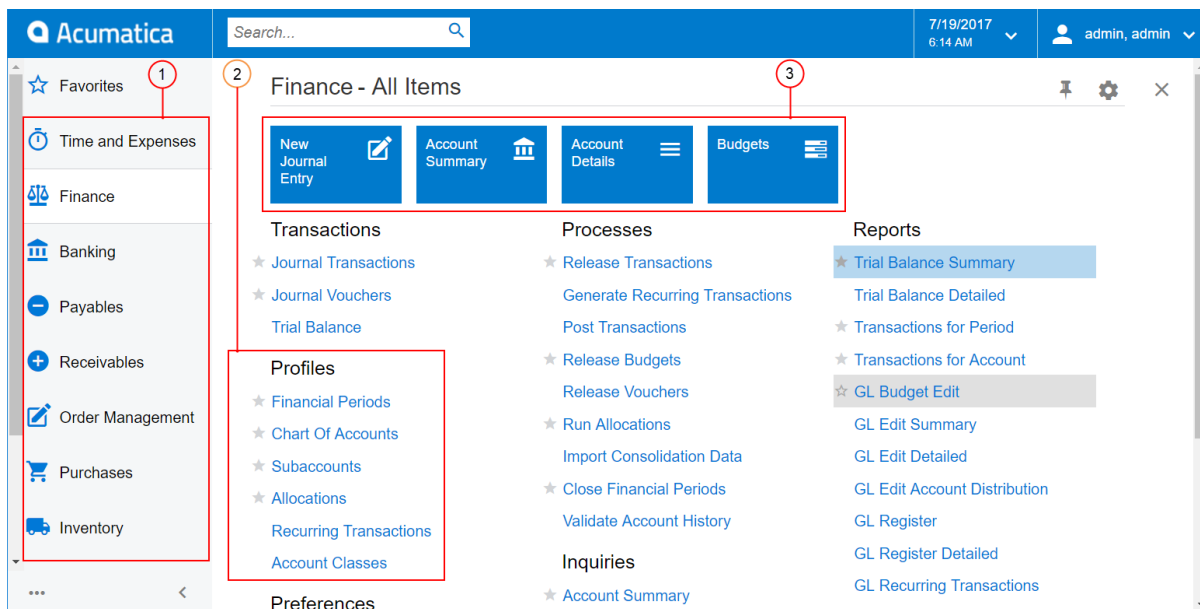 Acumatica
Search...
7/19/2017
6:14 AM
admin, admin
1
2
3
Favorites
Time and Expenses
Finance
Banking
Payables
Receivables
Order Management
Purchases
Inventory
Finance - All Items
New
Journal
Entry
Account
Summary
Account
Details
Budgets
Transactions
Journal Transactions
Journal Vouchers
Trial Balance
Profiles
Financial Periods
Chart Of Accounts
Subaccounts
Allocations
Recurring Transactions
Account Classes
Preferences
Processes
Release Transactions
Generate Recurring Transactions
Post Transactions
Release Budgets
Release Vouchers
Run Allocations
Import Consolidation Data
Close Financial Periods
Validate Account History
Inquiries
Account Summary
Reports
Trial Balance Summary
Trial Balance Detailed
Transactions for Period
Transactions for Account
GL Budget Edit
GL Edit Summary
GL Edit Detailed
GL Edit Account Distribution
GL Register
GL Register Detailed
GL Recurring Transactions